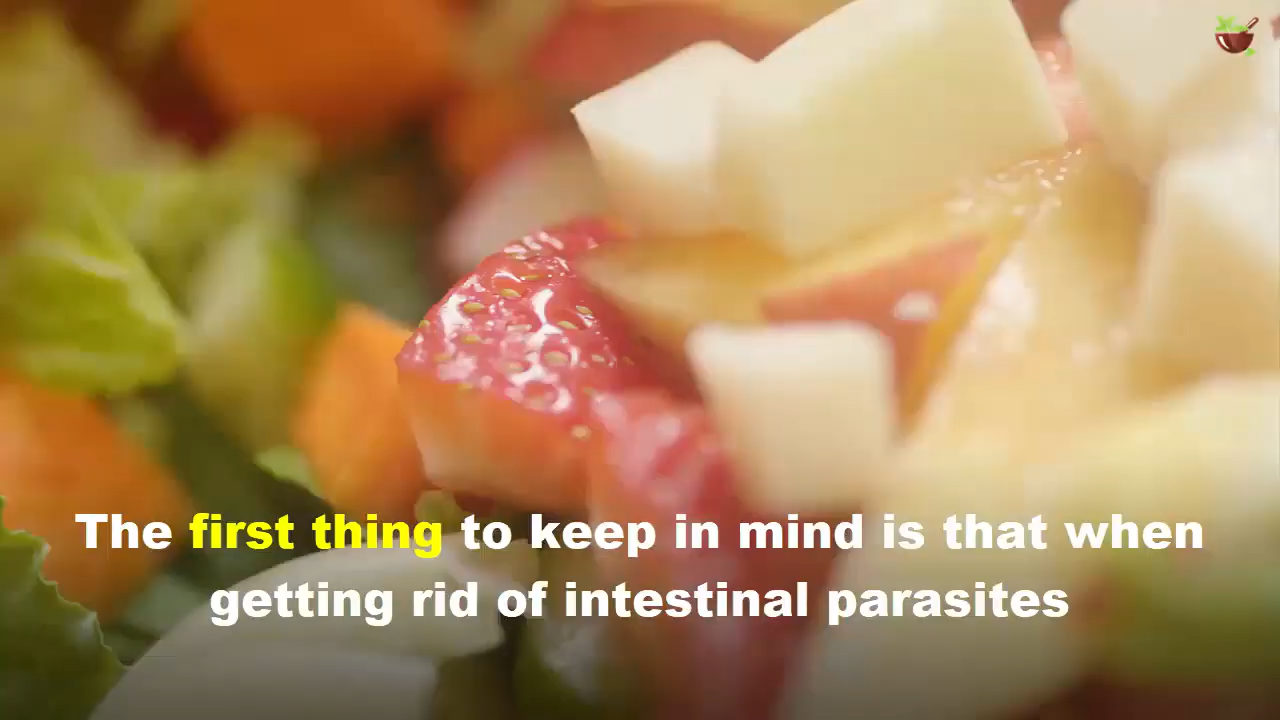 The first thing to keep in mind is that when
getting rid of intestinal parasites